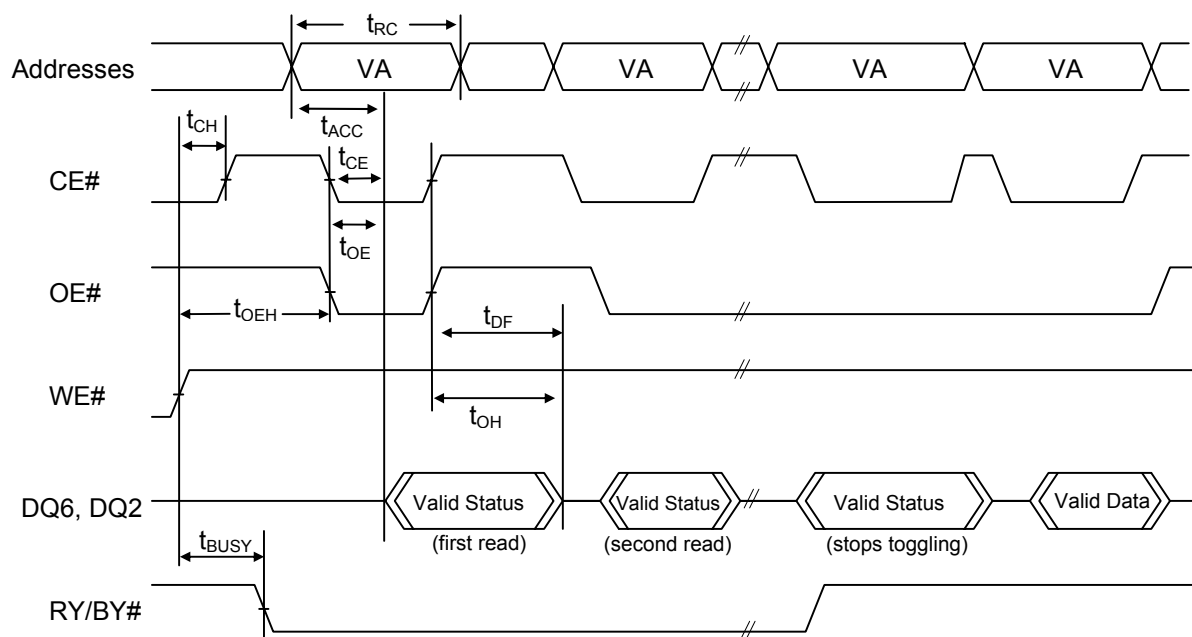 tRC
Addresses VA VA VA VA
tCH tACC
tCE
CE#
tOE
OE#
tOEH tDF
WE#
tOH
DQ6, DQ2 Valid Status Valid Status Valid Status Valid Data
(first read) (second read) (stops toggling)
tBUSY
RY/BY#